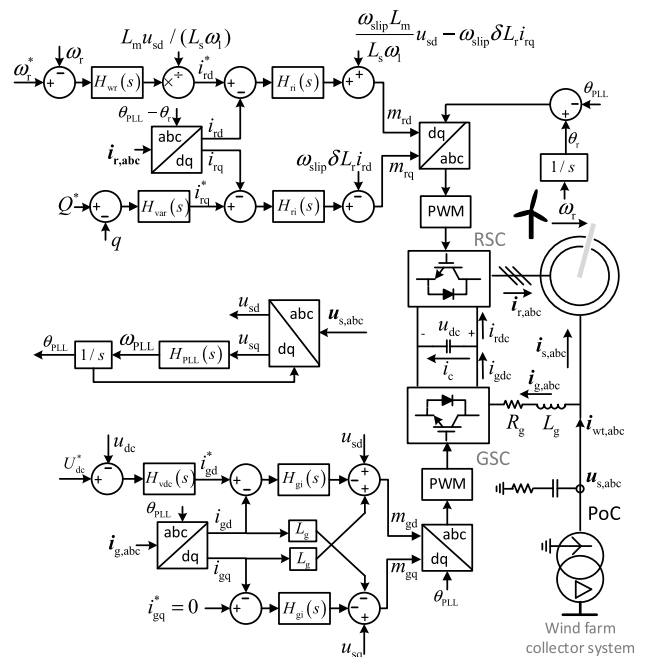 L_m u_sd / (L_s ω_1)
ω_slip L_m / L_s ω_1 u_sd − ω_slip δL_r i_rq
ω_r^* + − ω_r H_wr(s) ×÷ i_rd^* + − H_ri(s) + +
θ_PLL − θ_r
i_r,abc abc dq i_rd i_rq
m_rd m_rq dq abc
+ − θ_PLL
θ_r
1/s
ω_r
ω_slip δL_r i_rd
Q^* + − q H_var(s) i_rq^* + − H_ri(s) + −
PWM
RSC
i_r,abc
u_sd
u_s,abc
abc dq
θ_PLL 1/s ω_PLL H_PLL(s) u_sq
- u_dc +
i_rdc
i_c i_gdc
i_s,abc
i_g,abc
R_g L_g i_wt,abc
GSC
u_dc
U_dc^* + − H_vdc(s) i_gd^* + − H_gi(s) − + +
u_sd
θ_PLL
i_g,abc abc dq i_gd i_gq
L_g
L_g
PWM
m_gd m_gq abc dq
θ_PLL
i_gq^* = 0 + − H_gi(s) − − +
u_sq
u_s,abc
PoC
Wind farm
collector system